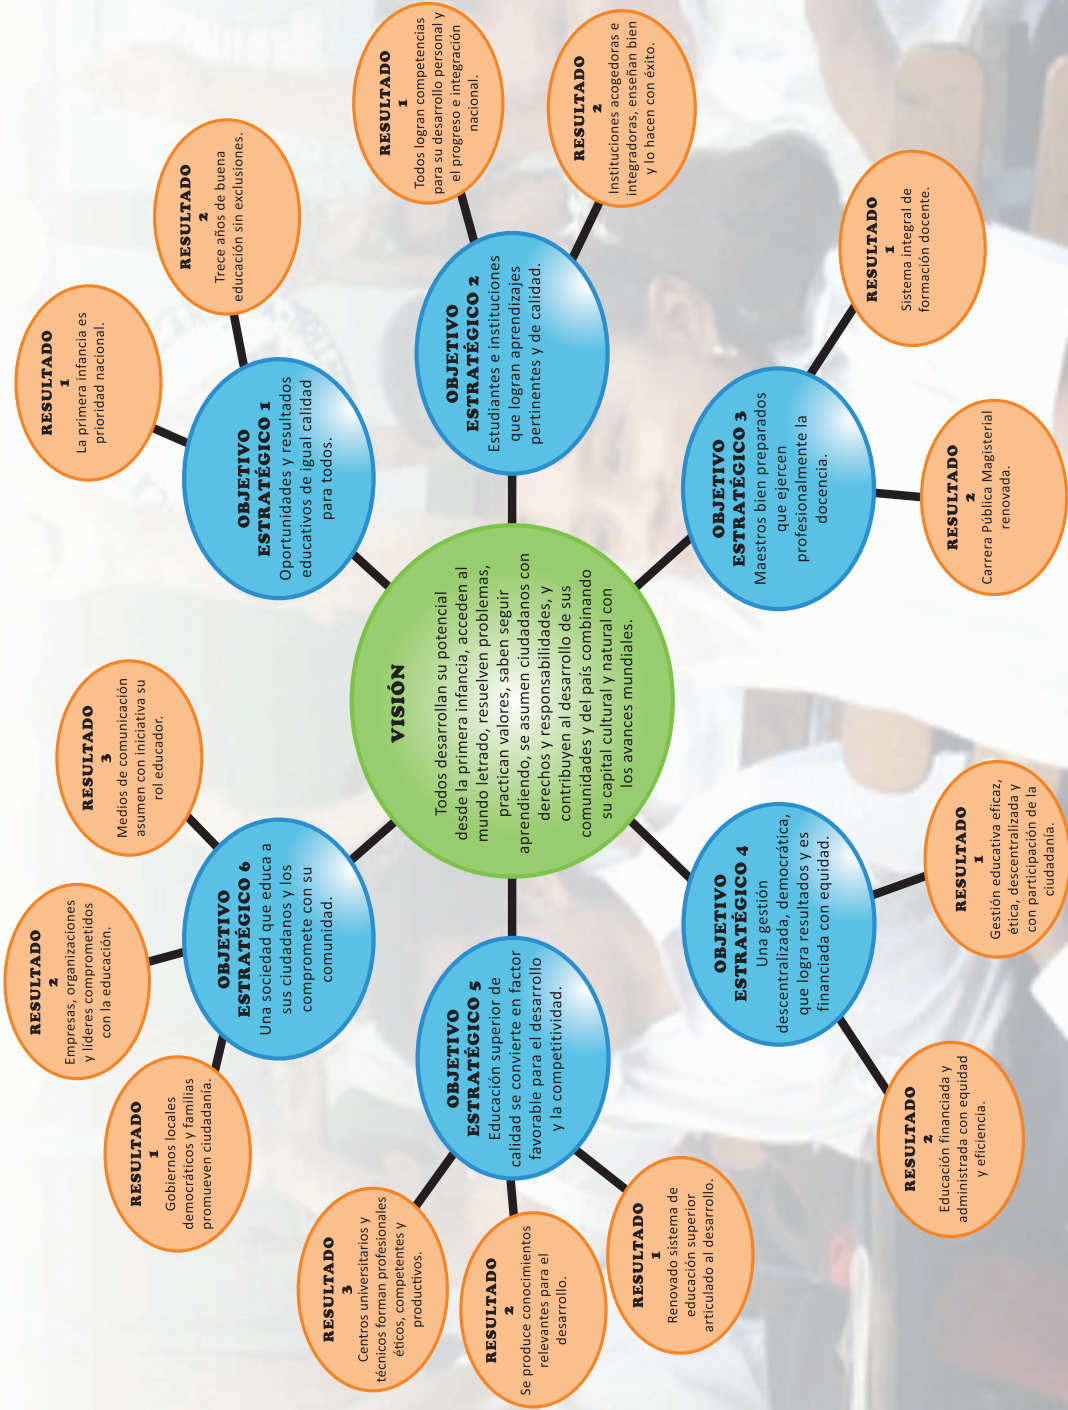 VISIÓN
Todos desarrollan su potencial
desde la primera infancia, acceden al
mundo letrado, resuelven problemas,
practican valores, saben seguir
aprendiendo, se asumen ciudadanos con
derechos y responsabilidades, y
contribuyen al desarrollo de sus
comunidades y del país combinando
su capital cultural y natural con
los avances mundiales.
OBJETIVO
ESTRATÉGICO 1
Oportunidades y resultados
educativos de igual calidad
para todos.
RESULTADO
1
La primera infancia es
prioridad nacional.
RESULTADO
2
Trece años de buena
educación sin exclusiones.
OBJETIVO
ESTRATÉGICO 2
Estudiantes e instituciones
que logran aprendizajes
pertinentes y de calidad.
RESULTADO
1
Todos logran competencias
para su desarrollo personal y
el progreso e integración
nacional.
RESULTADO
2
Instituciones acogedoras e
integradoras, enseñan bien
y lo hacen con éxito.
OBJETIVO
ESTRATÉGICO 3
Maestros bien preparados
que ejercen
profesionalmente la
docencia.
RESULTADO
1
Sistema integral de
formación docente.
RESULTADO
2
Carrera Pública Magisterial
renovada.
OBJETIVO
ESTRATÉGICO 4
Una gestión
descentralizada, democrática,
que logra resultados y es
financiada con equidad.
RESULTADO
1
Gestión educativa eficaz,
ética, descentralizada y
con participación de la
ciudadanía.
RESULTADO
2
Educación financiada y
administrada con equidad
y eficiencia.
OBJETIVO
ESTRATÉGICO 5
Educación superior de
calidad se convierte en factor
favorable para el desarrollo
y la competitividad.
RESULTADO
1
Renovado sistema de
educación superior
articulado al desarrollo.
RESULTADO
2
Se produce conocimientos
relevantes para el
desarrollo.
RESULTADO
3
Centros universitarios y
técnicos forman profesionales
éticos, competentes y
productivos.
OBJETIVO
ESTRATÉGICO 6
Una sociedad que educa a
sus ciudadanos y los
compromete con su
comunidad.
RESULTADO
1
Gobiernos locales
democráticos y familias
promueven ciudadanía.
RESULTADO
2
Empresas, organizaciones
y líderes comprometidos
con la educación.
RESULTADO
3
Medios de comunicación
asumen con iniciativa su
rol educador.